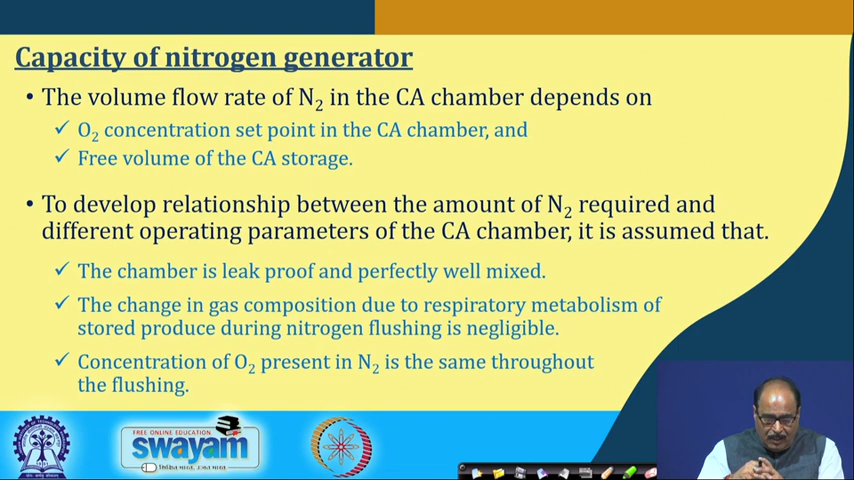 Capacity of nitrogen generator
• The volume flow rate of N₂ in the CA chamber depends on
✓ O₂ concentration set point in the CA chamber, and
✓ Free volume of the CA storage.
• To develop relationship between the amount of N₂ required and
different operating parameters of the CA chamber, it is assumed that.
✓ The chamber is leak proof and perfectly well mixed.
✓ The change in gas composition due to respiratory metabolism of
stored produce during nitrogen flushing is negligible.
✓ Concentration of O₂ present in N₂ is the same throughout
the flushing.
FREE ONLINE EDUCATION
swayam